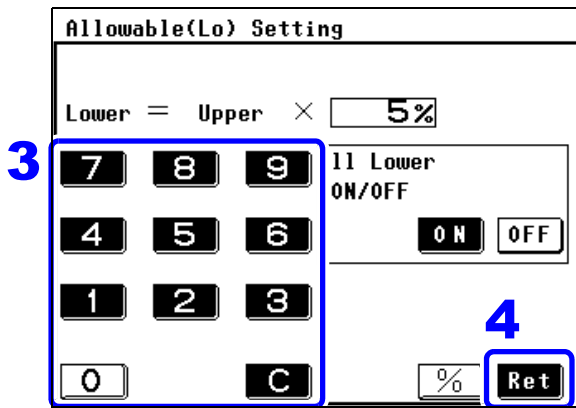 Allowable(Lo) Setting
Lower = Upper × 5%
3
7 8 9 ll Lower
ON/OFF
4 5 6 ON OFF
1 2 3
4
0 C % Ret